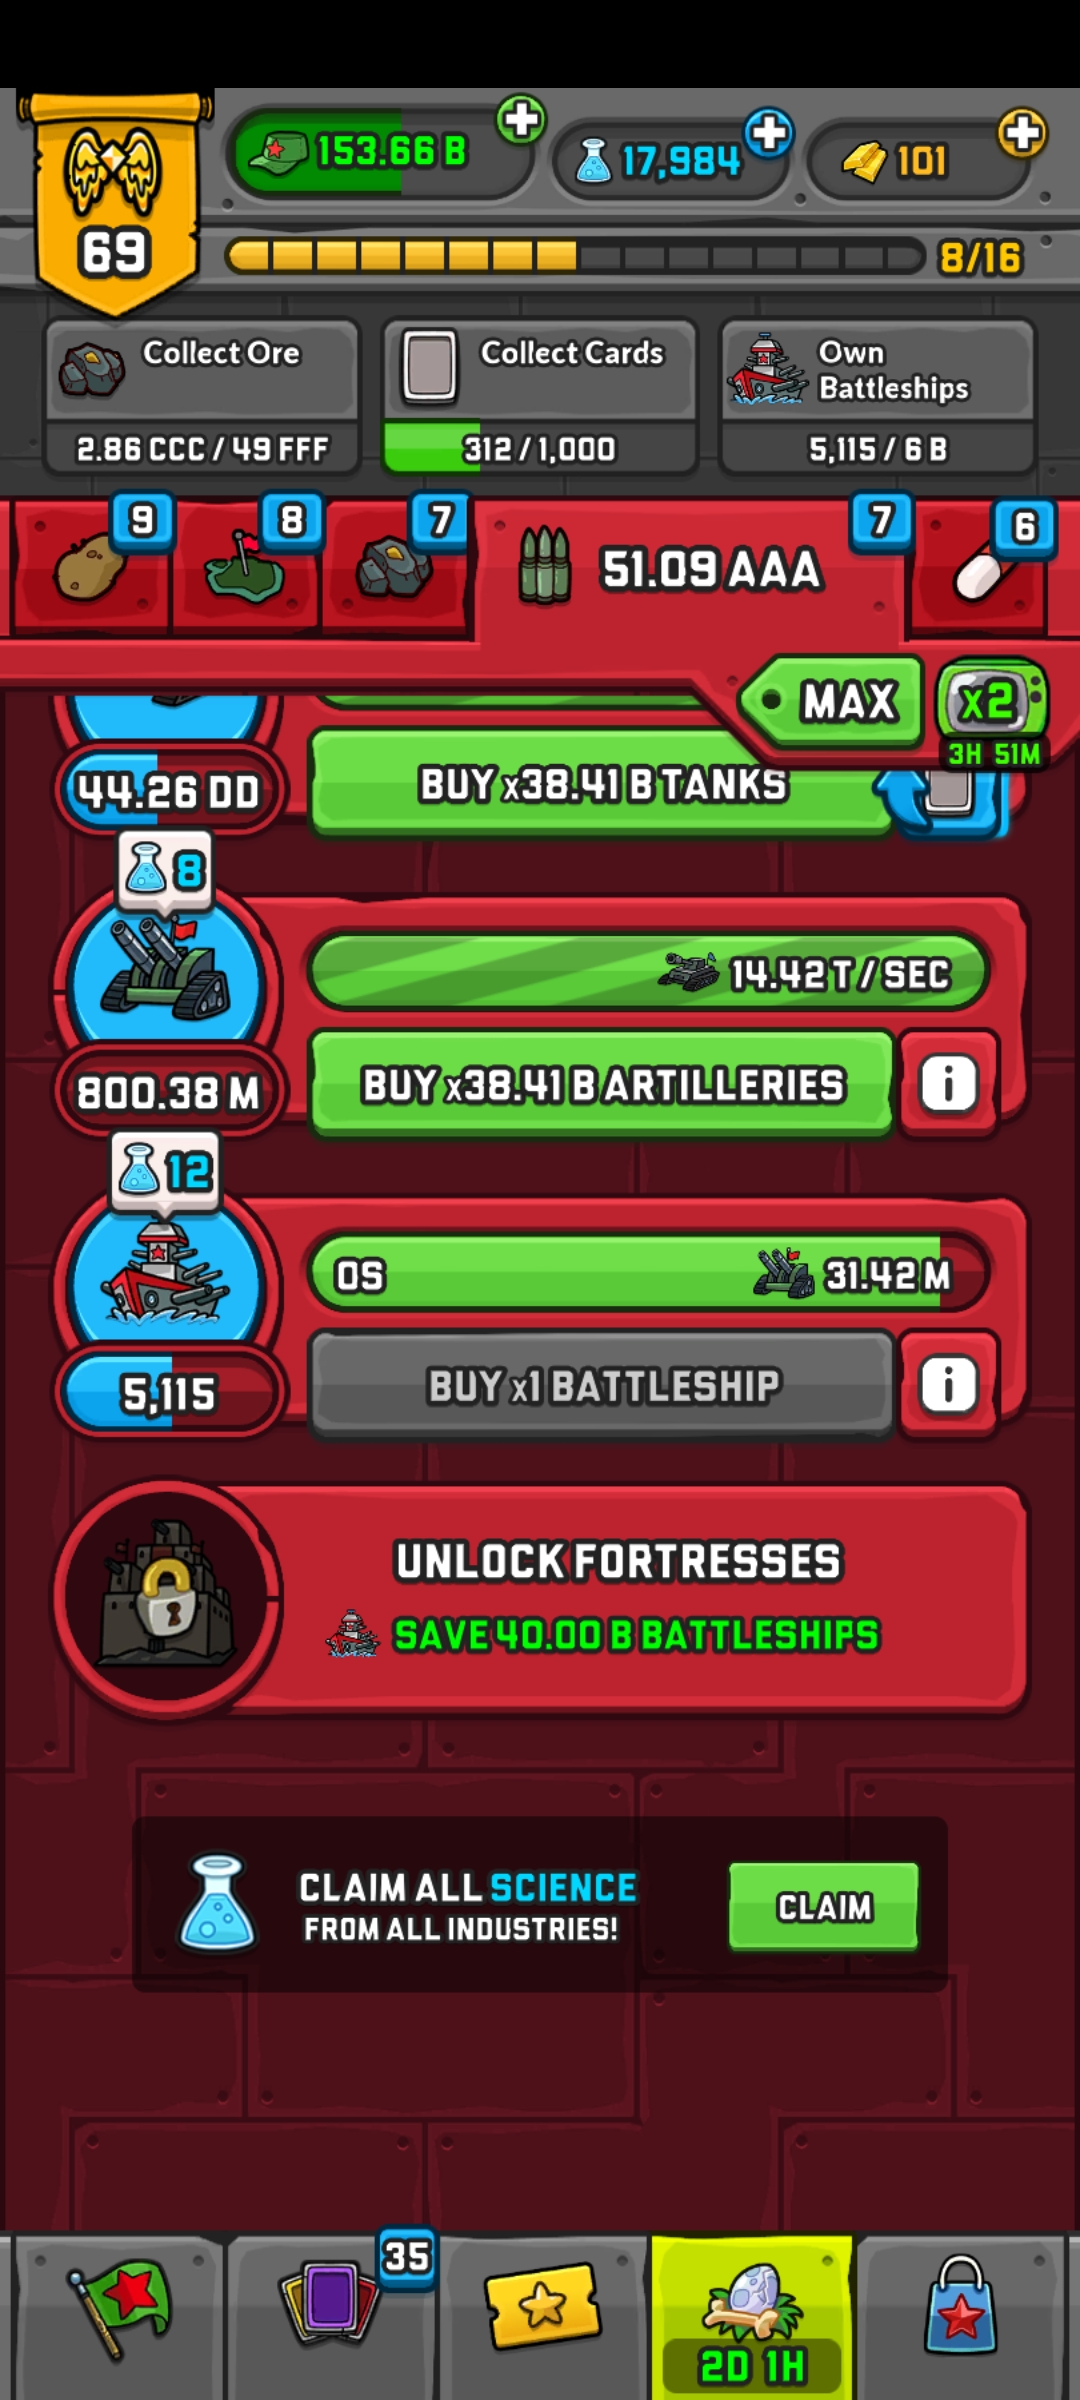 153.66 B
17,984
101
69
8/16
Collect Ore
2.86 CCC / 49 FFF
Collect Cards
312 / 1,000
Own
Battleships
5,115 / 6 B
9
8
7
51.09 AAA
7
6
MAX
x2
3H 51M
44.26 DD
BUY x38.41 B TANKS
8
14.42 T / SEC
800.38 M
BUY x38.41 B ARTILLERIES
i
12
0S
31.42 M
5,115
BUY x1 BATTLESHIP
i
UNLOCK FORTRESSES
SAVE 40.00 B BATTLESHIPS
CLAIM ALL SCIENCE
FROM ALL INDUSTRIES!
CLAIM
35
2D 1H